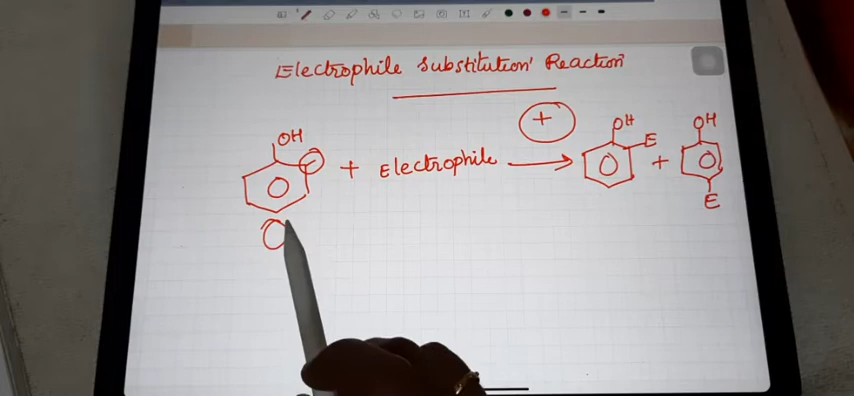 Electrophile Substitution Reaction
OH + Electrophile → + OH E + OH E